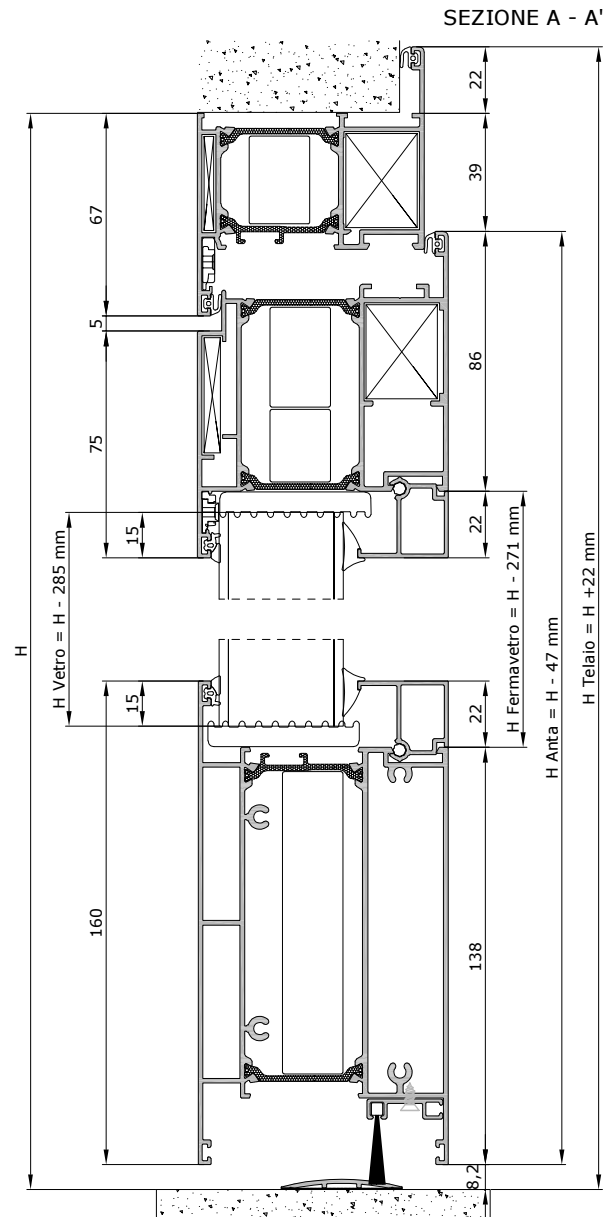 SEZIONE A - A'
22
39
67
5
86
75
15
22
H Vetro = H - 285 mm
H Fermavetro = H - 271 mm
H Anta = H - 47 mm
H Telaio = H +22 mm
H
15
22
160
138
8,2